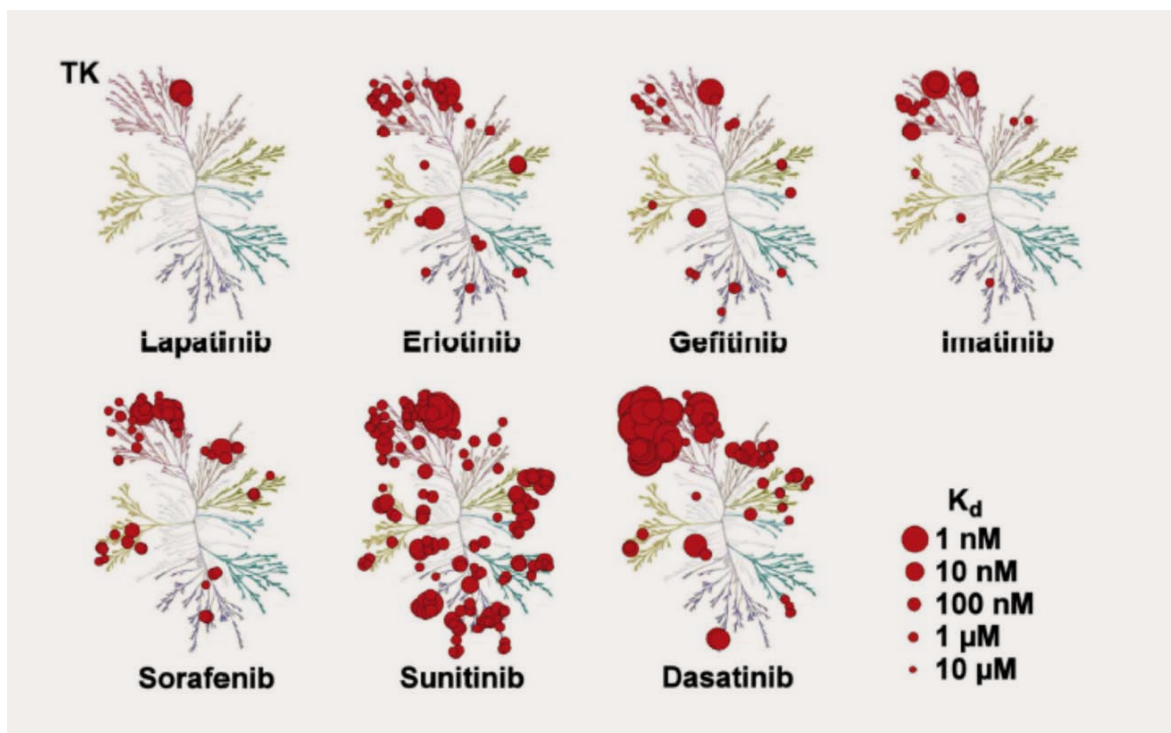 TK
Lapatinib
Erlotinib
Gefitinib
Imatinib
Sorafenib
Sunitinib
Dasatinib
Kd
1 nM
10 nM
100 nM
1 µM
10 µM